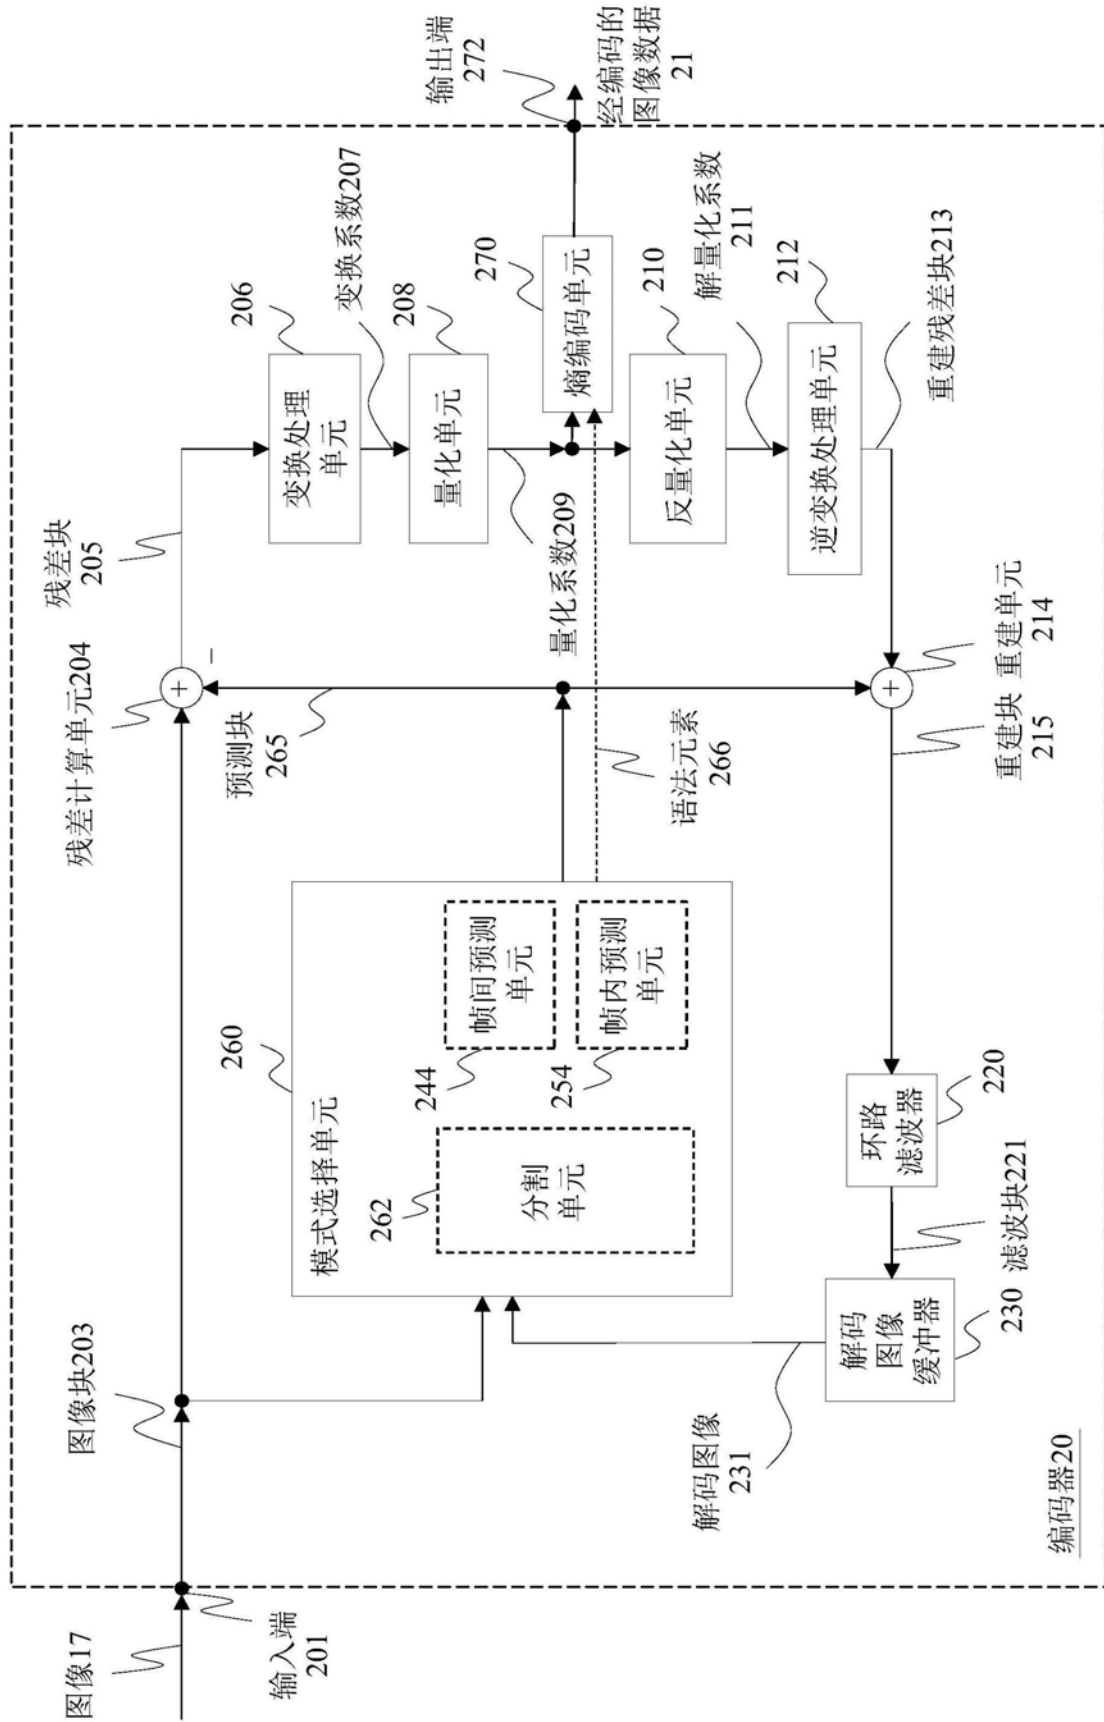 图像17
输入端
201
图像块203
残差计算单元204
残差块
205
预测块
265
变换处理
单元
206
变换系数207
量化单元
208
量化系数209
熵编码单元
270
输出端
272
经编码的
图像数据
21
反量化单元
210
解量化系数
211
逆变换处理单元
212
重建残差块213
重建单元
214
重建块
215
语法元素
266
模式选择单元
260
分割
单元
262
帧间预测
单元
244
帧内预测
单元
254
环路
滤波器
220
滤波块221
解码
图像
缓冲器
230
解码图像
231
编码器20